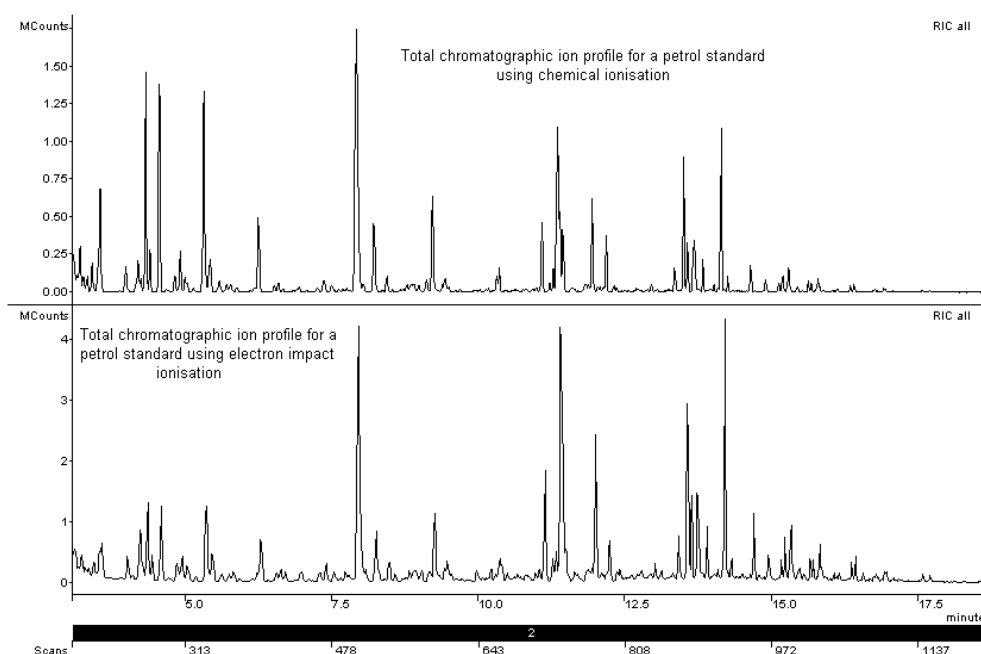 MCounts
RIC all
Total chromatographic ion profile for a petrol standard
using chemical ionisation
1.50
1.25
1.00
0.75
0.50
0.25
0.00
MCounts
RIC all
Total chromatographic ion profile for a
petrol standard using electron impact
ionisation
4
3
2
1
0
5.0 7.5 10.0 12.5 15.0 17.5
minute
2
Scans 313 478 643 808 972 1137